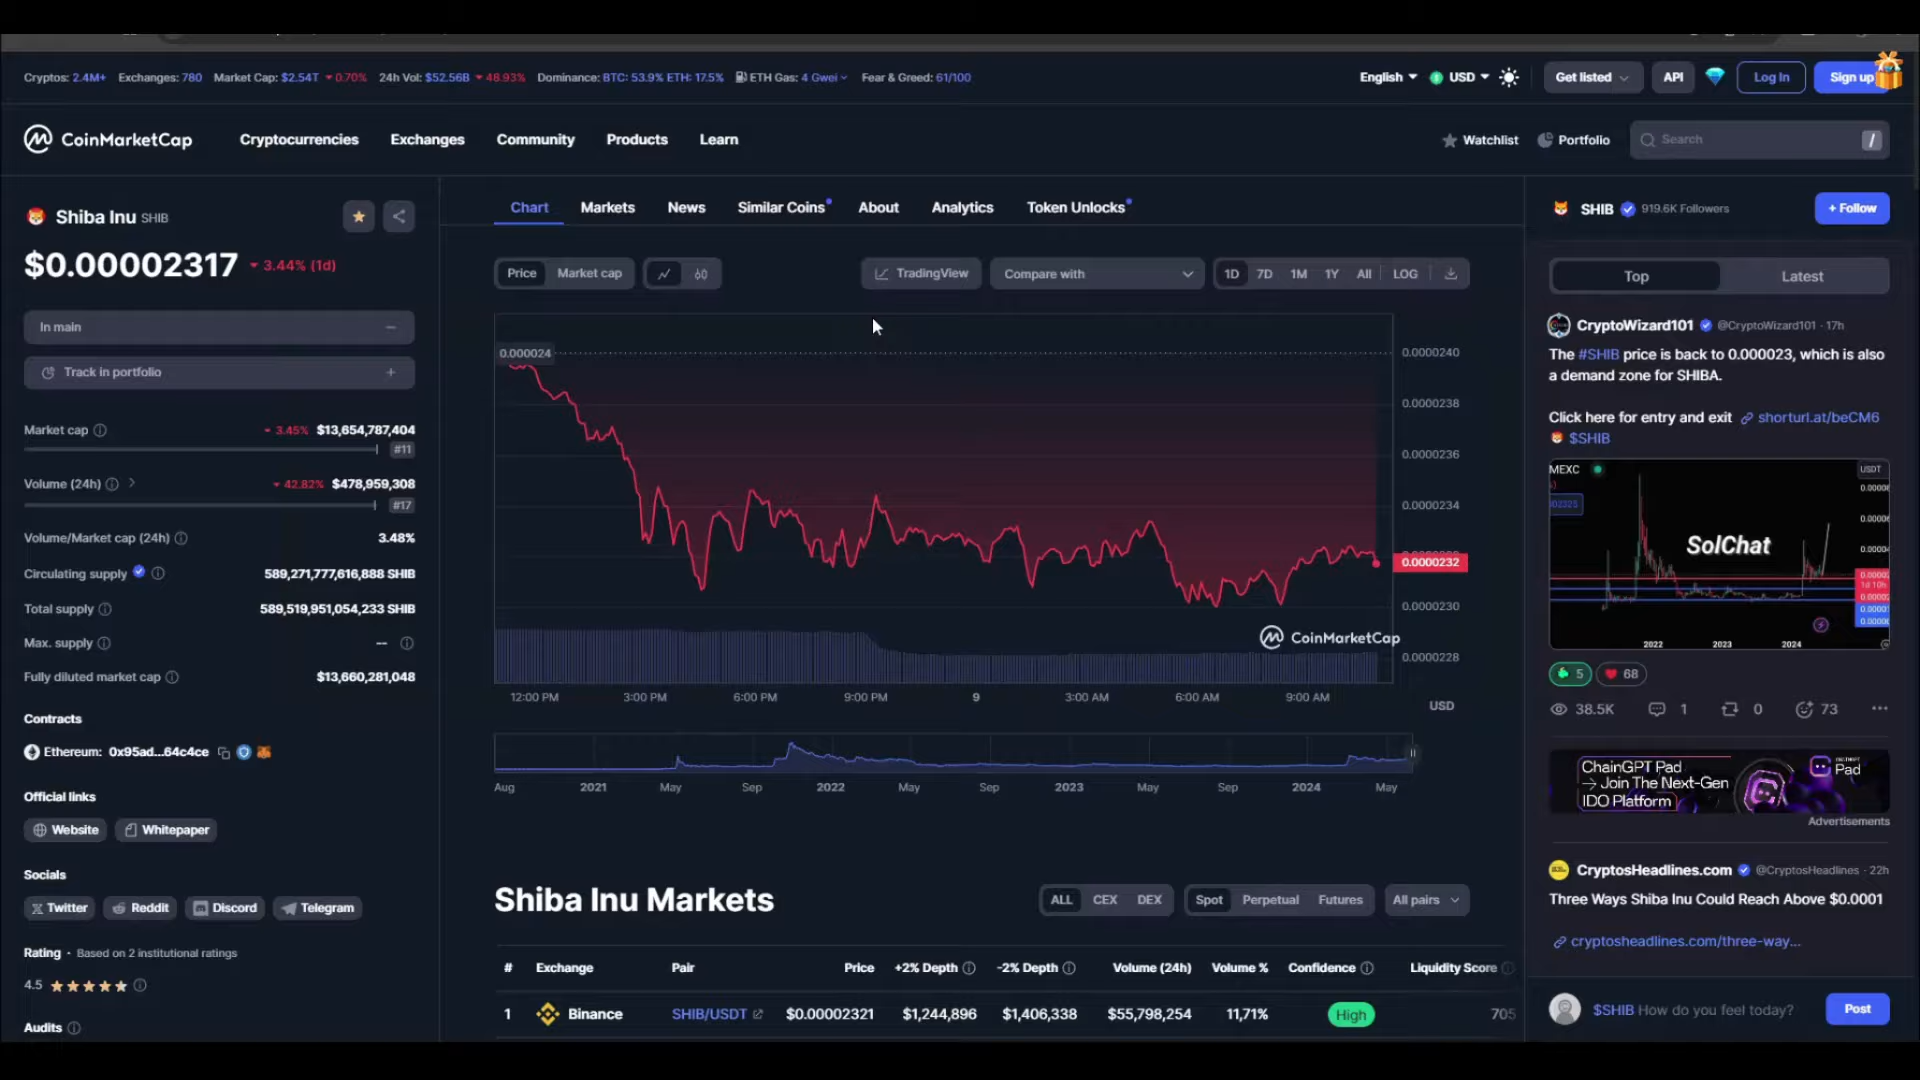 Cryptos: 2.4M+ Exchanges: 780 Market Cap: $2.54T 0.70% 24h Vol: $52.56B 48.93% Dominance: BTC: 53.9% ETH: 17.5% ETH Gas: 4 Gwei Fear & Greed: 61/100
English USD Get listed API Log In Sign up
CoinMarketCap Cryptocurrencies Exchanges Community Products Learn
Watchlist Portfolio Search /
Shiba Inu SHIB
$0.00002317 3.44% (1d)
In main
Track in portfolio
Market cap 3.45% $13,654,787,404
#11
Volume (24h) 42.82% $478,959,308
#17
Volume/Market cap (24h) 3.48%
Circulating supply 589,271,777,616,888 SHIB
Total supply 589,519,951,054,233 SHIB
Max. supply --
Fully diluted market cap $13,660,281,048
Contracts
Ethereum: 0x95ad...64c4ce
Official links
Website Whitepaper
Socials
Twitter Reddit Discord Telegram
Rating · Based on 2 institutional ratings
4.5
Audits
Chart Markets News Similar Coins About Analytics Token Unlocks
Price Market cap
TradingView Compare with 1D 7D 1M 1Y All LOG
0.000024
0.0000240
0.0000238
0.0000236
0.0000234
0.0000232
0.0000230
0.0000228
CoinMarketCap
12:00 PM 3:00 PM 6:00 PM 9:00 PM 9 3:00 AM 6:00 AM 9:00 AM
USD
Aug 2021 May Sep 2022 May Sep 2023 May Sep 2024 May
Shiba Inu Markets
ALL CEX DEX Spot Perpetual Futures All pairs
# Exchange Pair Price +2% Depth -2% Depth Volume (24h) Volume % Confidence Liquidity Score
1 Binance SHIB/USDT $0.00002321 $1,244,896 $1,406,338 $55,798,254 11,71% High 705
SHIB 919.6K Followers + Follow
Top Latest
CryptoWizard101 @CryptoWizard101 · 17h
The #SHIB price is back to 0.000023, which is also
a demand zone for SHIBA.
Click here for entry and exit shorturl.at/beCM6
$SHIB
MEXC USDT
SolChat
2022 2023 2024
5 68
38.5K 1 0 73
ChainGPT Pad
→ Join The Next-Gen
IDO Platform
Pad
Advertisements
CryptosHeadlines.com @CryptosHeadlines · 22h
Three Ways Shiba Inu Could Reach Above $0.0001
cryptosheadlines.com/three-way...
$SHIB How do you feel today? Post